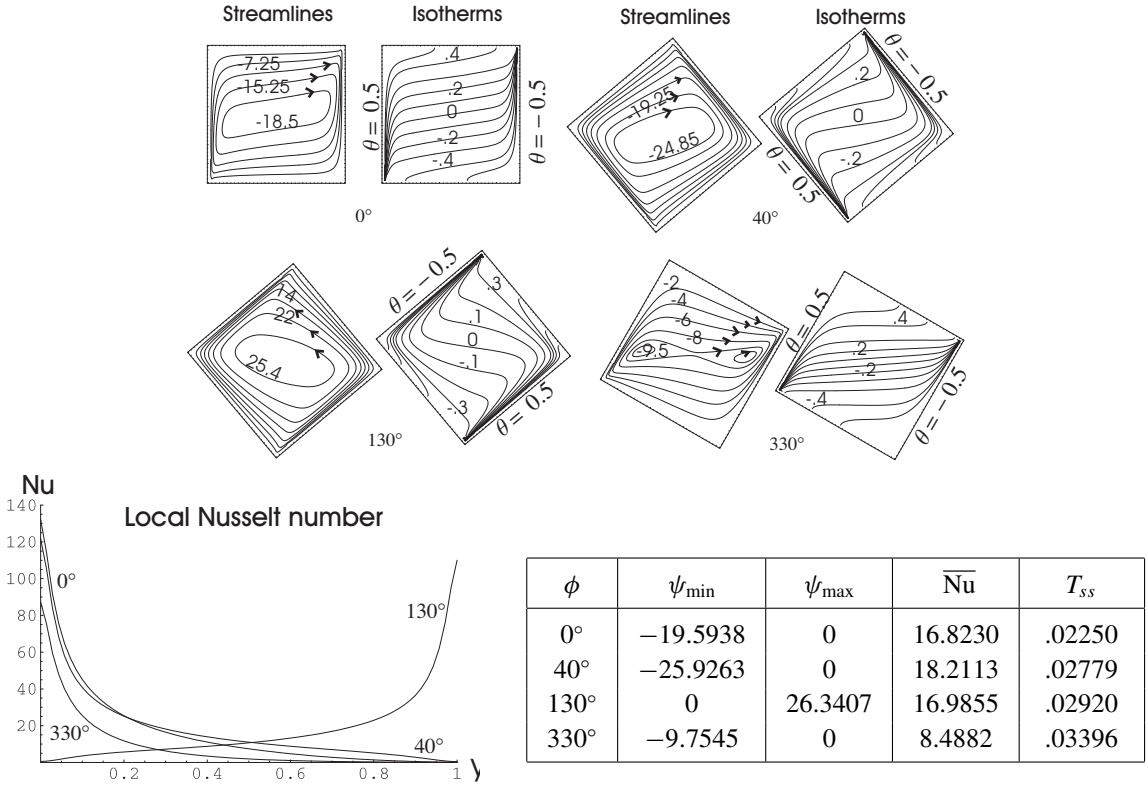 Streamlines Isotherms Streamlines Isotherms
-7.25
-15.25
-18.5
.4
.2
0
-.2
-.4
θ = 0.5
θ = −0.5
0°
-19.25
-24.85
.2
0
-.2
θ = −0.5
θ = 0.5
40°
14
22
25.4
.3
.1
0
-.1
-.3
θ = −0.5
θ = 0.5
130°
-2
-4
-6
-8
-9.5
.4
.2
-.2
-.4
θ = 0.5
θ = −0.5
330°
Nu
Local Nusselt number
140
120
100
80
60
40
20
0°
130°
330°
40°
0.2 0.4 0.6 0.8 1
ϕ ψmin ψmax Nu Tss
0° −19.5938 0 16.8230 .02250
40° −25.9263 0 18.2113 .02779
130° 0 26.3407 16.9855 .02920
330° −9.7545 0 8.4882 .03396